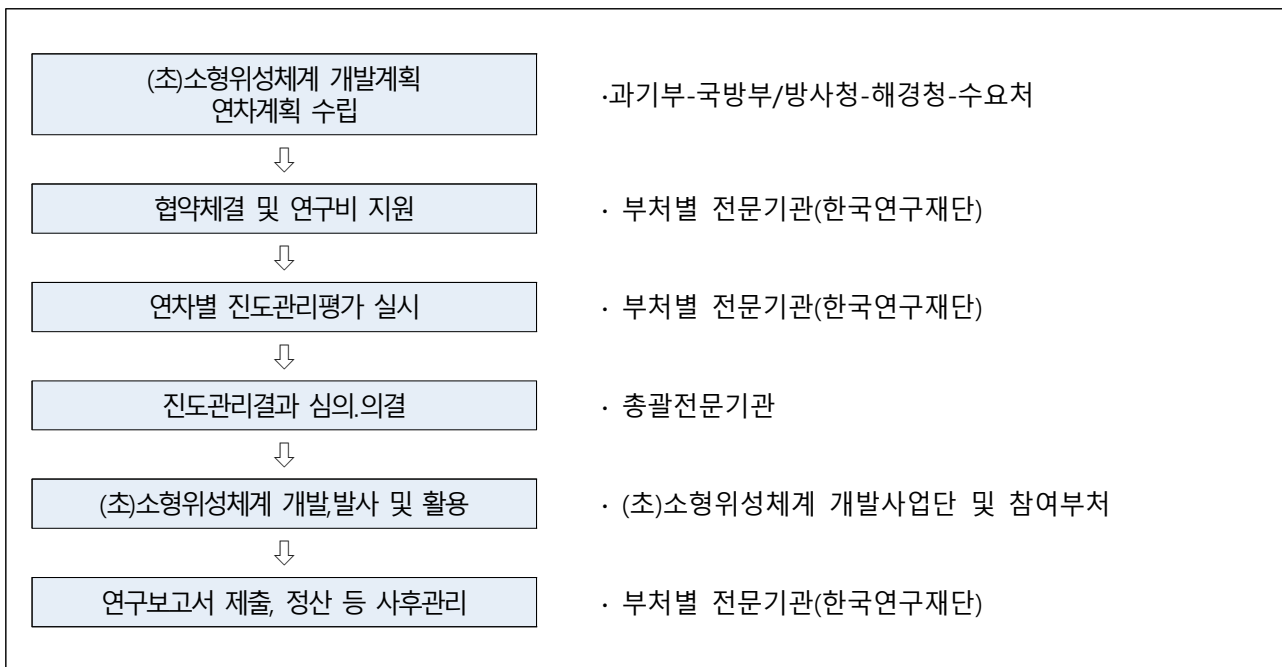 (초)소형위성체계 개발계획
연차계획 수립
·과기부-국방부/방사청-해경청-수요처
⇩
협약체결 및 연구비 지원
· 부처별 전문기관(한국연구재단)
⇩
연차별 진도관리평가 실시
· 부처별 전문기관(한국연구재단)
⇩
진도관리결과 심의.의결
· 총괄전문기관
⇩
(초)소형위성체계 개발,발사 및 활용
· (초)소형위성체계 개발사업단 및 참여부처
⇩
연구보고서 제출, 정산 등 사후관리
· 부처별 전문기관(한국연구재단)